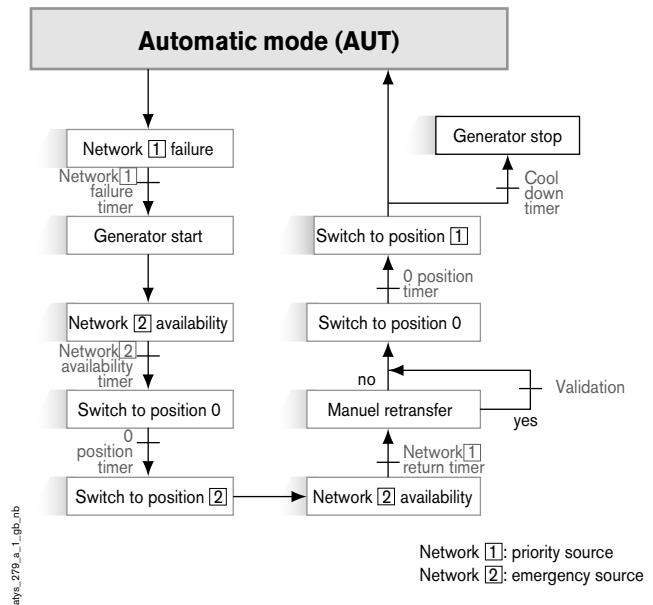 Automatic mode (AUT)
Network 1 failure
Network 1
failure
timer
Generator start
Network 2 availability
Network 2
availability
timer
Switch to position 0
0
position
timer
Switch to position 2
Network 2 availability
Network 1
return timer
Manuel retransfer
yes
Validation
no
Switch to position 0
0 position
timer
Switch to position 1
Cool
down
timer
Generator stop
Network 1: priority source
Network 2: emergency source
atys_279_a_1_gb_nb